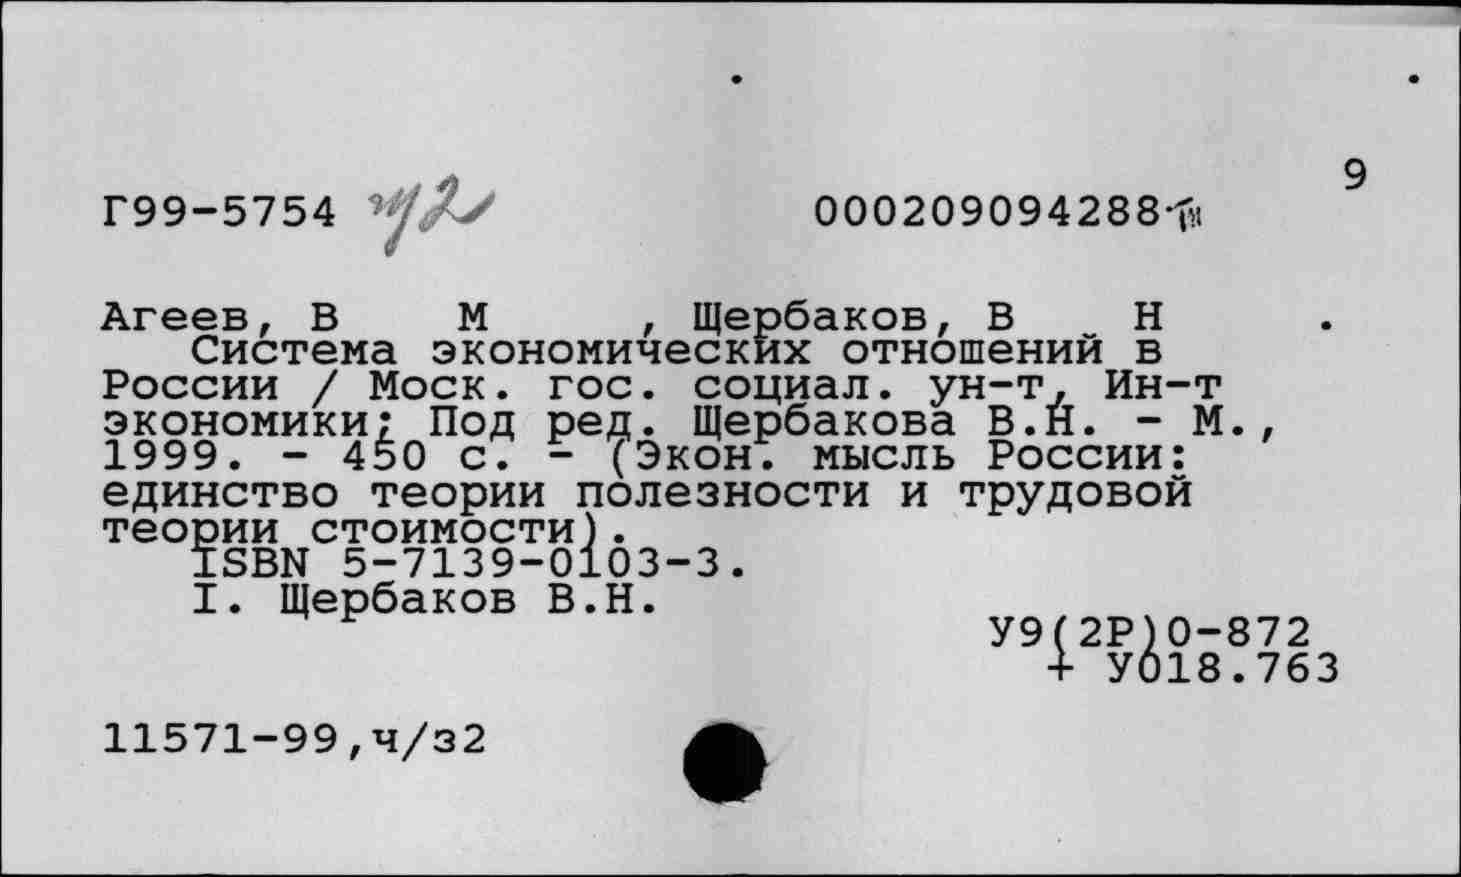 9
Г99-5754 ч/2 000209094288
Агеев, В М , Щербаков, В Н .
Система экономических отношений в
России / Моск. гос. социал. ун-т, Ин-т
экономики; Под ред. Щербакова В.Н. - М.,
1999. - 450 с. - (Экон. мысль России:
единство теории полезности и трудовой
теории стоимости).
ISBN 5-7139-0103-3.
I. Щербаков В.Н.
У9(2Р)0-872
+ У018.763
11571-99,ч/з2